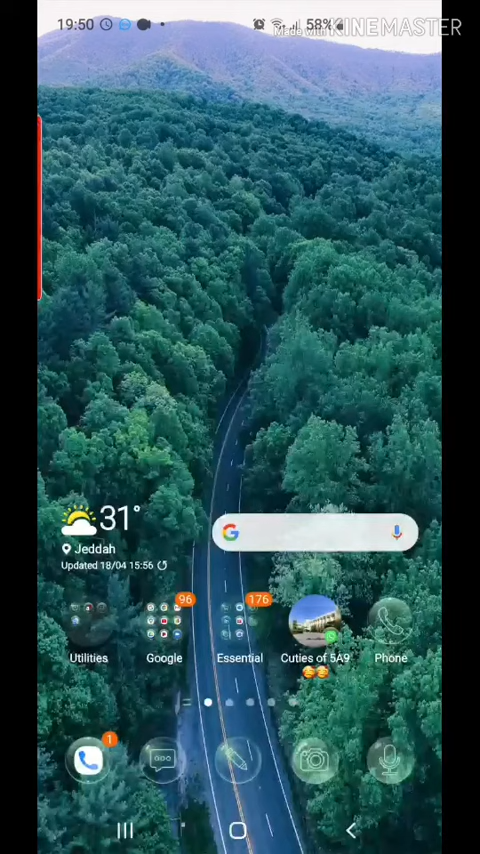 19:50 58%
Made with KINEMASTER
31°
Jeddah
Updated 18/04 15:56
G
96
176
Utilities
Google
Essential
Cuties of 5A9
🥰🥰
Phone
1